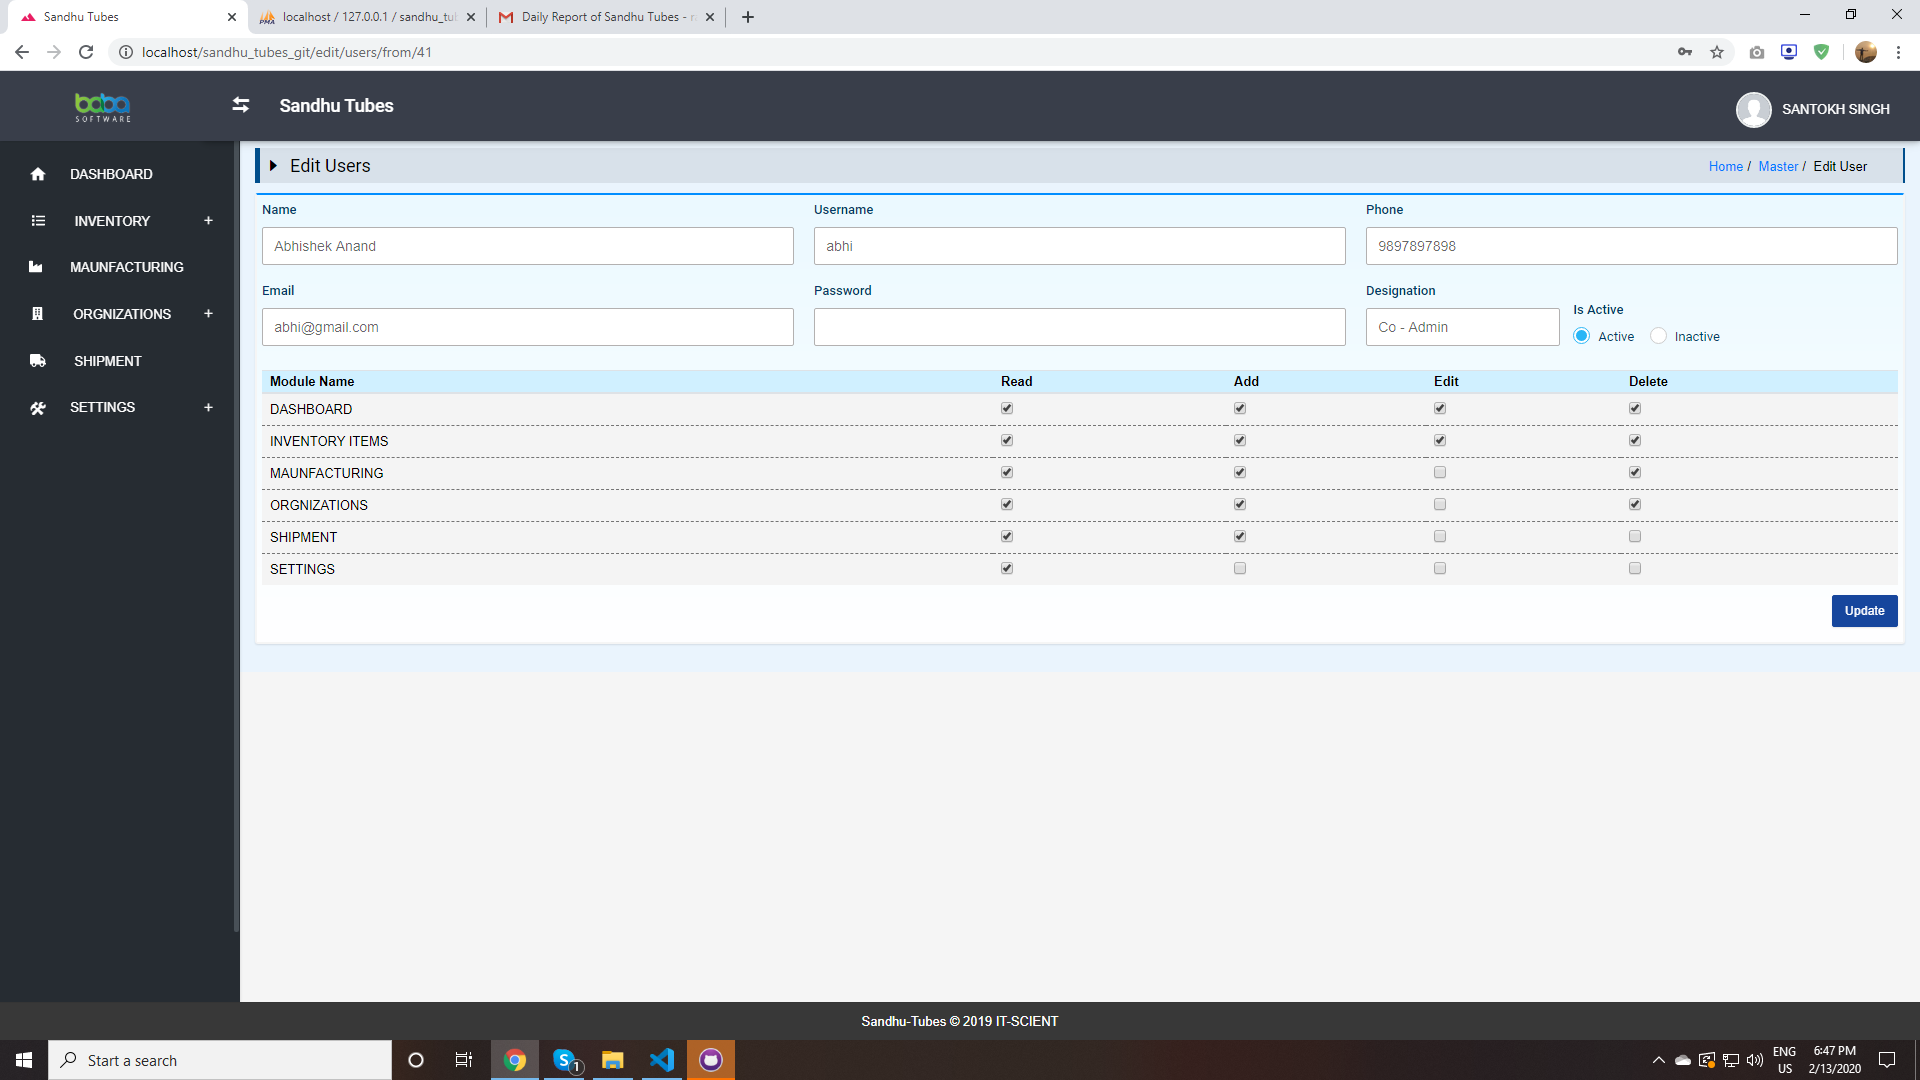 Sandhu Tubes
localhost / 127.0.0.1 / sandhu_tub
Daily Report of Sandhu Tubes -
localhost/sandhu_tubes_git/edit/users/from/41
baba
SOFTWARE
Sandhu Tubes
SANTOKH SINGH
DASHBOARD
INVENTORY +
MAUNFACTURING
ORGNIZATIONS +
SHIPMENT
SETTINGS +
Edit Users
Home / Master / Edit User
Name
Username
Phone
Abhishek Anand
abhi
9897897898
Email
Password
Designation
Is Active
abhi@gmail.com
Co - Admin
Active
Inactive
Module Name Read Add Edit Delete
DASHBOARD
INVENTORY ITEMS
MAUNFACTURING
ORGNIZATIONS
SHIPMENT
SETTINGS
Update
Sandhu-Tubes © 2019 IT-SCIENT
Start a search
S
1
ENG
US
6:47 PM
2/13/2020